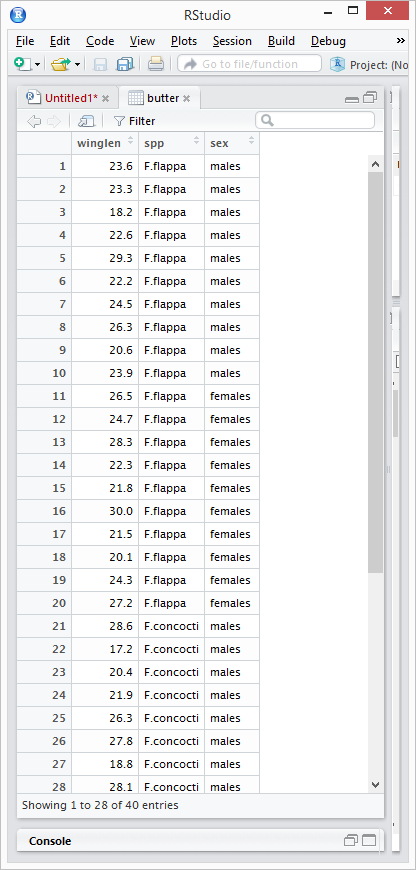 RStudio
File Edit Code View Plots Session Build Debug »
Go to file/function Project: (No
Untitled1* butter
Filter
winglen spp sex
1 23.6 F.flappa males
2 23.3 F.flappa males
3 18.2 F.flappa males
4 22.6 F.flappa males
5 29.3 F.flappa males
6 22.2 F.flappa males
7 24.5 F.flappa males
8 26.3 F.flappa males
9 20.6 F.flappa males
10 23.9 F.flappa males
11 26.5 F.flappa females
12 24.7 F.flappa females
13 28.3 F.flappa females
14 22.3 F.flappa females
15 21.8 F.flappa females
16 30.0 F.flappa females
17 21.5 F.flappa females
18 20.1 F.flappa females
19 24.3 F.flappa females
20 27.2 F.flappa females
21 28.6 F.concocti males
22 17.2 F.concocti males
23 20.4 F.concocti males
24 21.9 F.concocti males
25 26.3 F.concocti males
26 27.8 F.concocti males
27 18.8 F.concocti males
28 28.1 F.concocti males
Showing 1 to 28 of 40 entries
Console